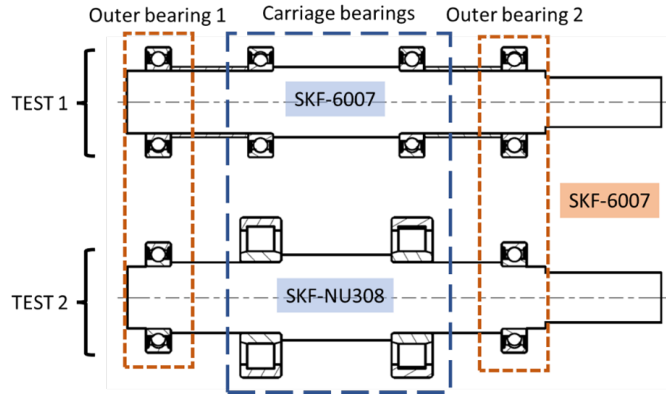 Outer bearing 1
Carriage bearings
Outer bearing 2
TEST 1
SKF-6007
SKF-6007
TEST 2
SKF-NU308